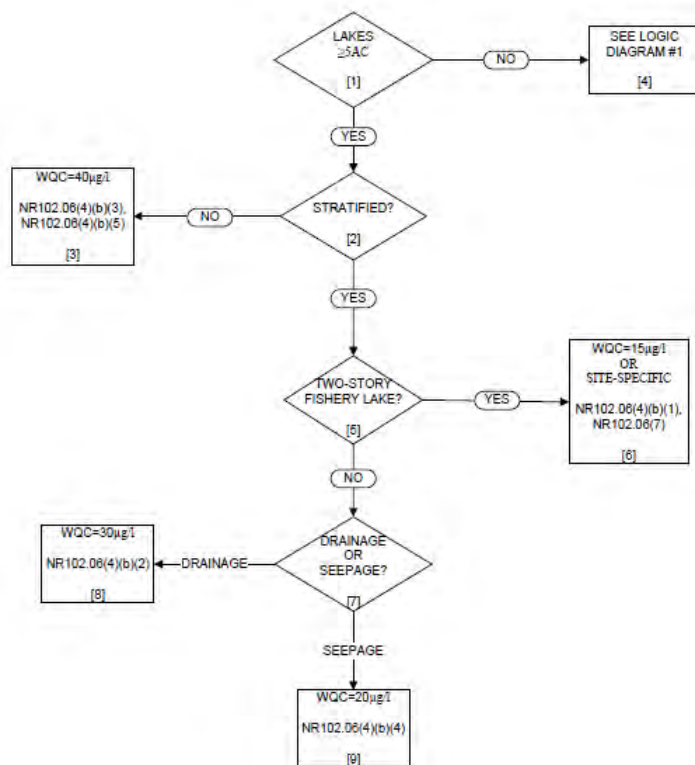 LAKES
≥5AC
[1]
NO
SEE LOGIC
DIAGRAM #1
[4]
YES
WQC=40µg/l
NR102.06(4)(b)(3),
NR102.06(4)(b)(5)
[3]
NO
STRATIFIED?
[2]
YES
TWO-STORY
FISHERY LAKE?
[5]
YES
WQC=15µg/l
OR
SITE-SPECIFIC
NR102.06(4)(b)(1),
NR102.06(7)
[6]
NO
WQC=30µg/l
NR102.06(4)(b)(2)
[8]
DRAINAGE
DRAINAGE
OR
SEEPAGE?
[7]
SEEPAGE
WQC=20µg/l
NR102.06(4)(b)(4)
[9]